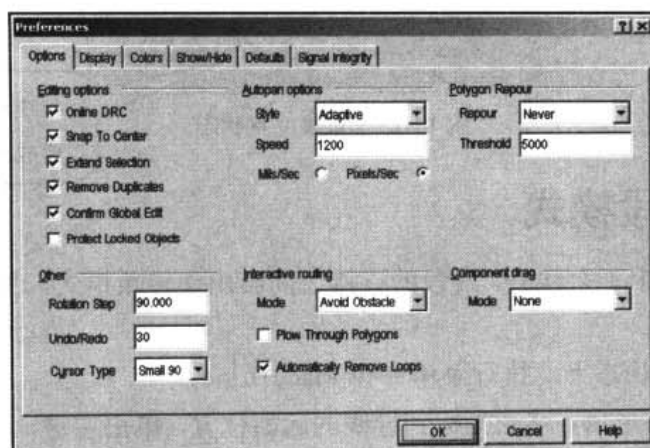 Preferences
Options Display Colors Show/Hide Defaults Signal Integrity
Editing options
Online DRC
Snap To Center
Extend Selection
Remove Duplicates
Confirm Global Edit
Protect Locked Objects
Autopan options
Style Adaptive
Speed 1200
Mils/Sec Pixels/Sec
Polygon Repour
Repour Never
Threshold 5000
Other
Rotation Step 90.000
Undo/Redo 30
Cursor Type Small 90
Interactive routing
Mode Avoid Obstacle
Plow Through Polygons
Automatically Remove Loops
Component drag
Mode None
OK Cancel Help